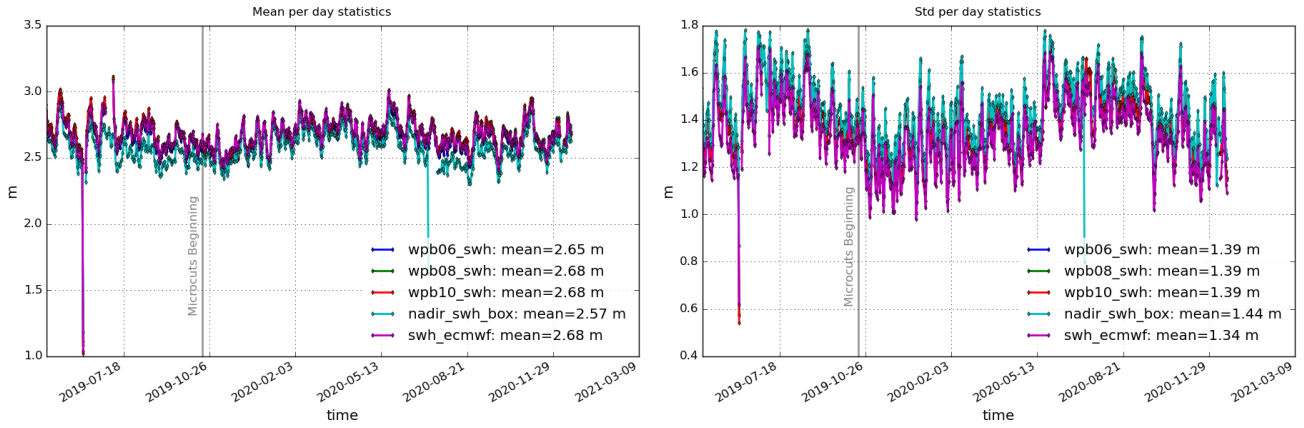 Mean per day statistics
3.5
3.0
2.5
2.0
1.5
1.0
m
Microcuts Beginning
wpb06_swh: mean=2.65 m
wpb08_swh: mean=2.68 m
wpb10_swh: mean=2.68 m
nadir_swh_box: mean=2.57 m
swh_ecmwf: mean=2.68 m
2019-07-18
2019-10-26
2020-02-03
2020-05-13
2020-08-21
2020-11-29
2021-03-09
time
Std per day statistics
1.8
1.6
1.4
1.2
1.0
0.8
0.6
0.4
m
Microcuts Beginning
wpb06_swh: mean=1.39 m
wpb08_swh: mean=1.39 m
wpb10_swh: mean=1.39 m
nadir_swh_box: mean=1.44 m
swh_ecmwf: mean=1.34 m
2019-07-18
2019-10-26
2020-02-03
2020-05-13
2020-08-21
2020-11-29
2021-03-09
time